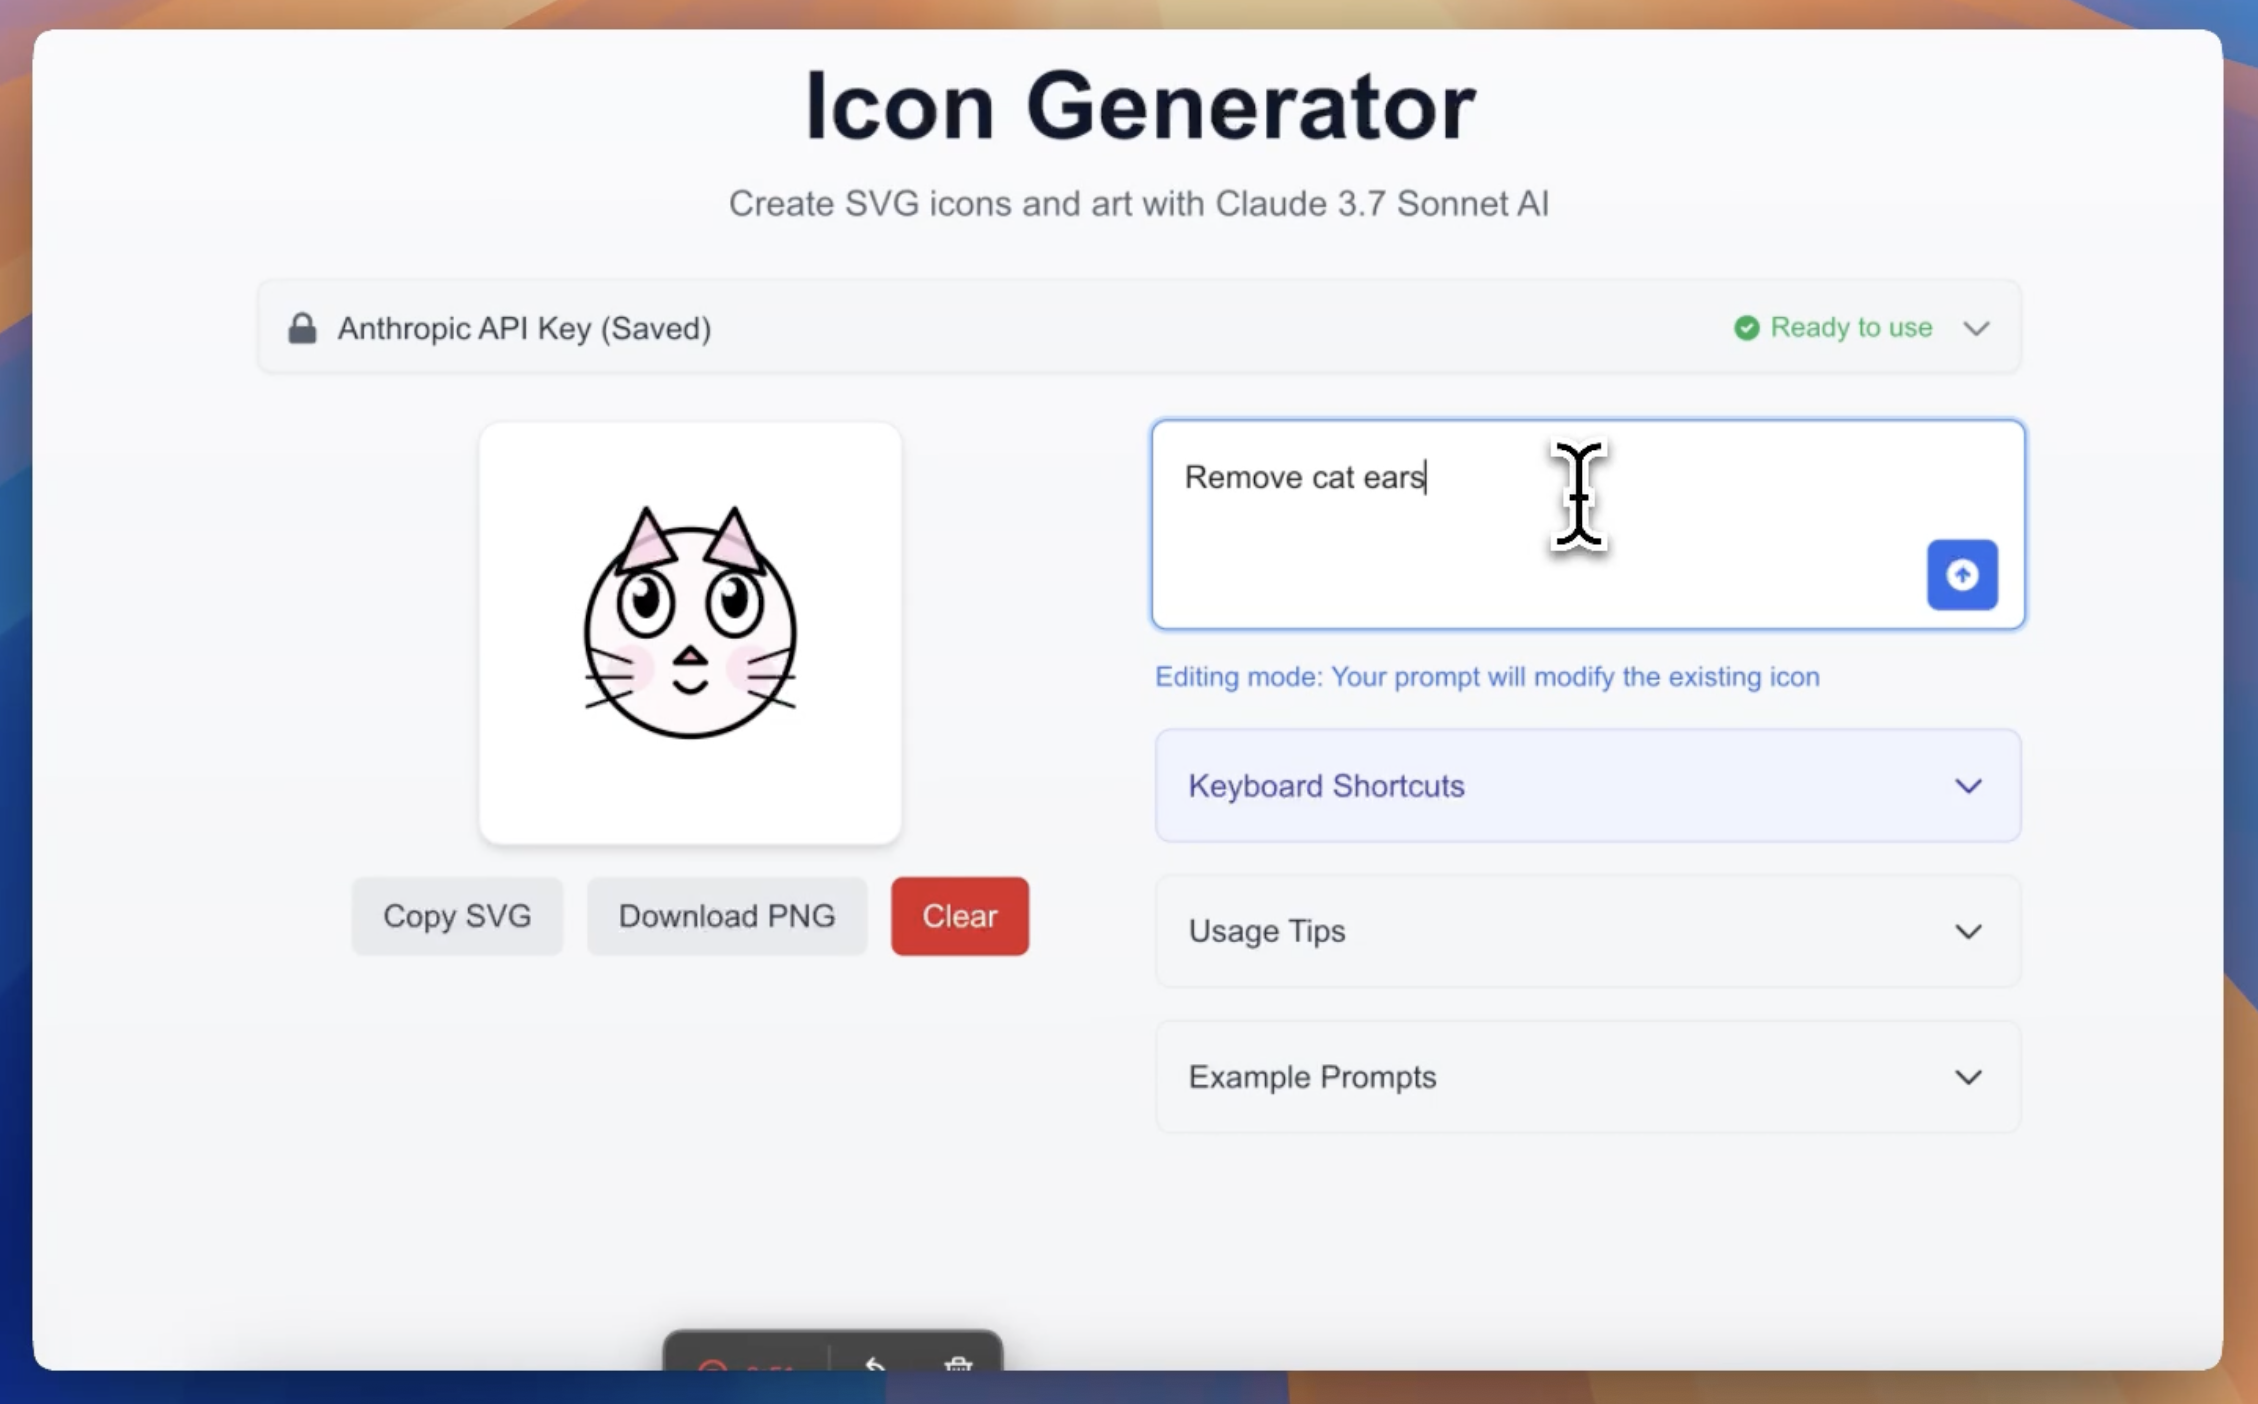 Icon Generator
Create SVG icons and art with Claude 3.7 Sonnet AI
Anthropic API Key (Saved)
Ready to use
Remove cat ears
Editing mode: Your prompt will modify the existing icon
Keyboard Shortcuts
Copy SVG
Download PNG
Clear
Usage Tips
Example Prompts